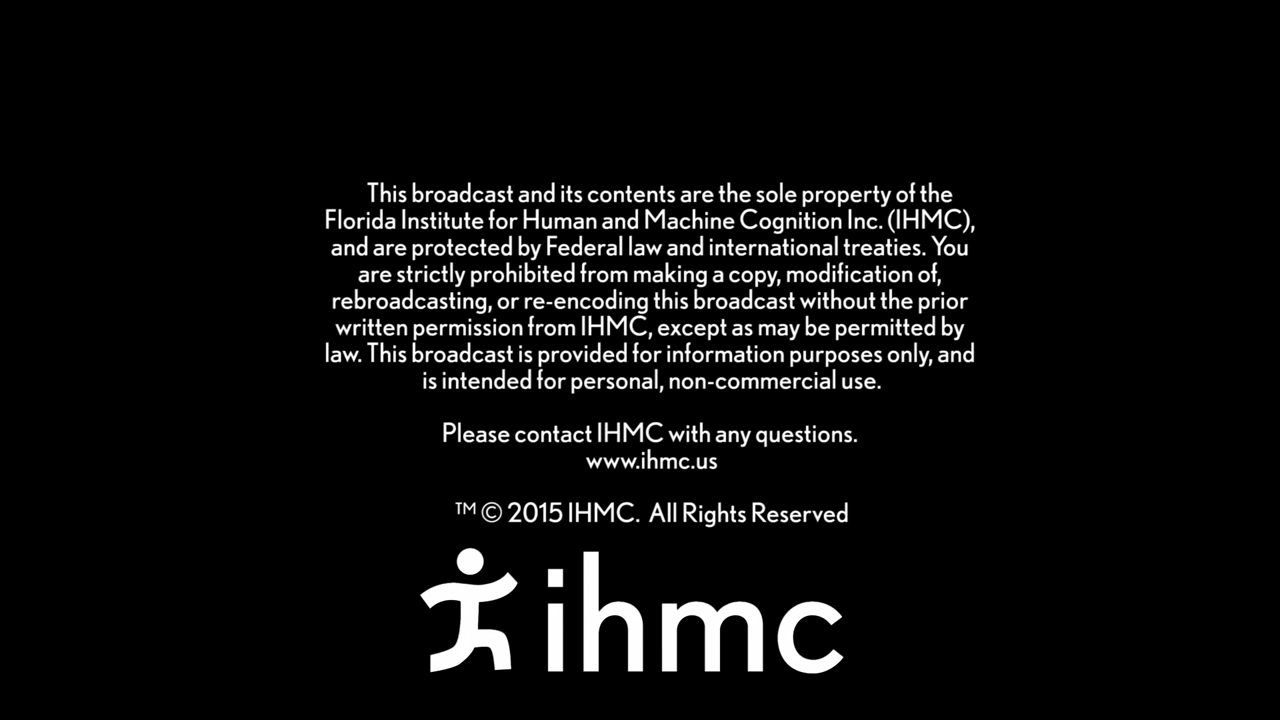 This broadcast and its contents are the sole property of the
Florida Institute for Human and Machine Cognition Inc. (IHMC),
and are protected by Federal law and international treaties. You
are strictly prohibited from making a copy, modification of,
rebroadcasting, or re-encoding this broadcast without the prior
written permission from IHMC, except as may be permitted by
law. This broadcast is provided for information purposes only, and
is intended for personal, non-commercial use.
Please contact IHMC with any questions.
www.ihmc.us
™ © 2015 IHMC. All Rights Reserved
ihmc